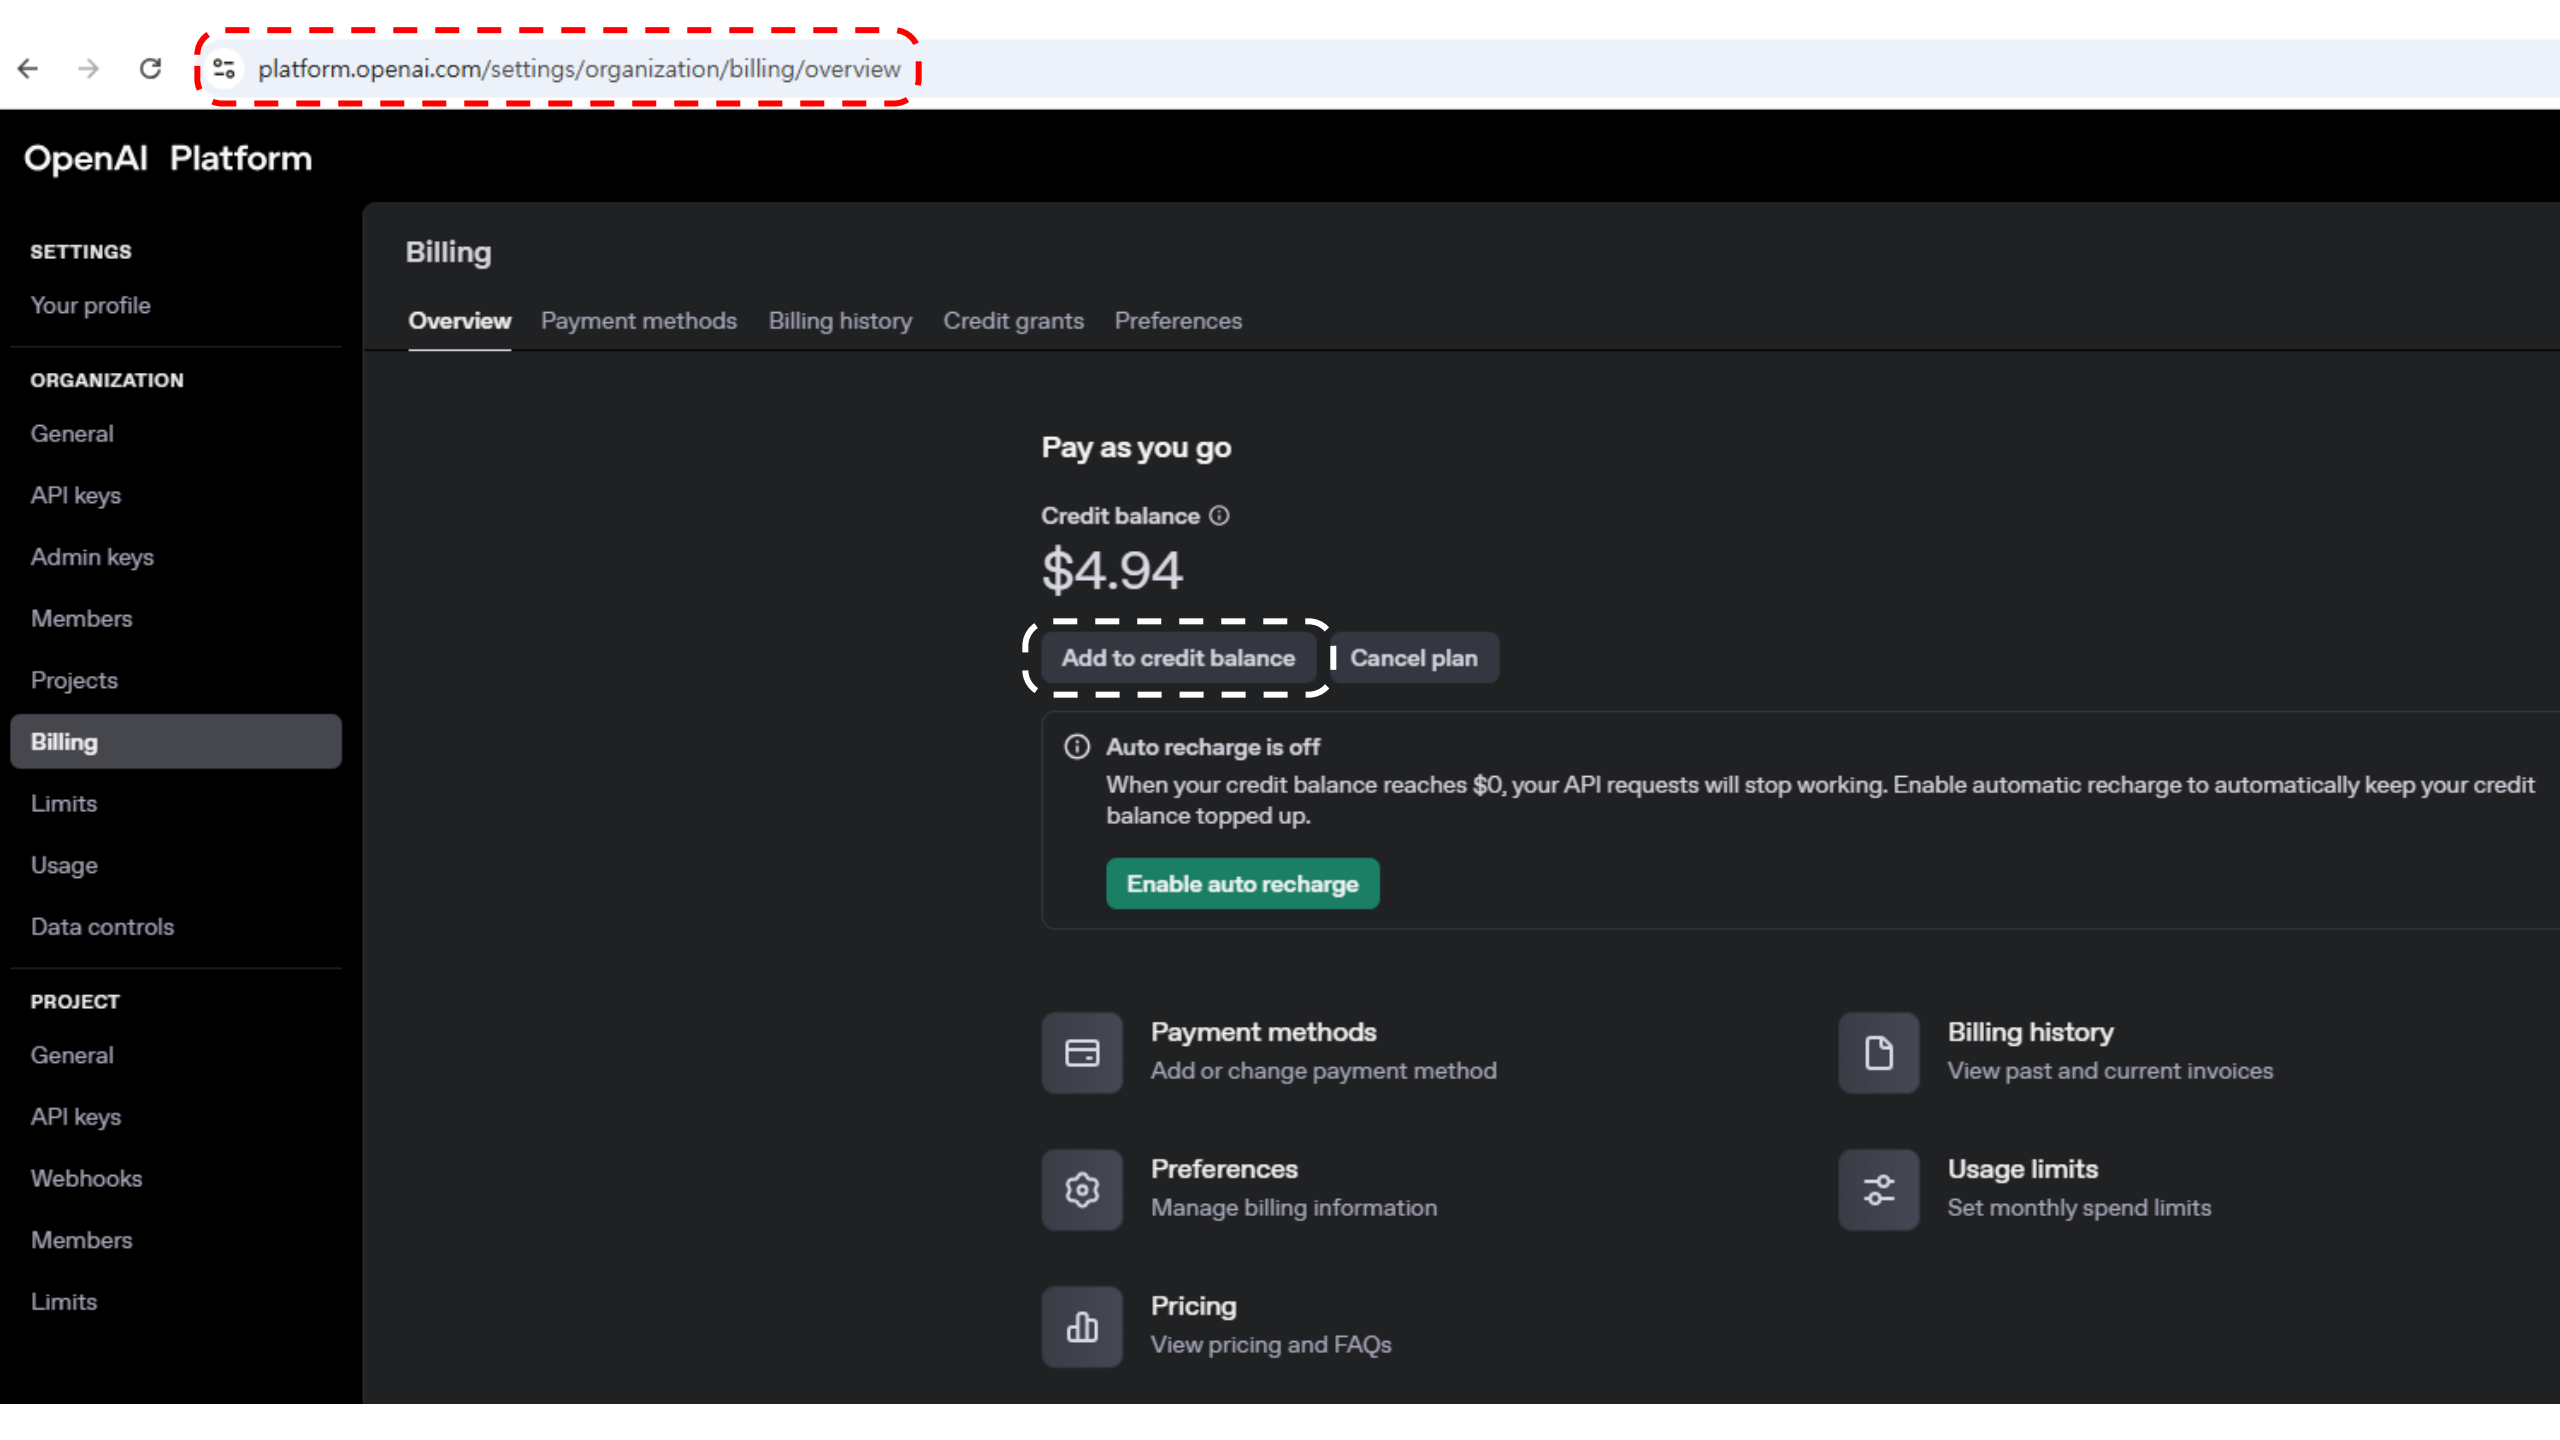 platform.openai.com/settings/organization/billing/overview
OpenAI Platform
SETTINGS
Your profile
ORGANIZATION
General
API keys
Admin keys
Members
Projects
Billing
Limits
Usage
Data controls
PROJECT
General
API keys
Webhooks
Members
Limits
Billing
Overview Payment methods Billing history Credit grants Preferences
Pay as you go
Credit balance
$4.94
Add to credit balance Cancel plan
Auto recharge is off
When your credit balance reaches $0, your API requests will stop working. Enable automatic recharge to automatically keep your credit
balance topped up.
Enable auto recharge
Payment methods
Add or change payment method
Billing history
View past and current invoices
Preferences
Manage billing information
Usage limits
Set monthly spend limits
Pricing
View pricing and FAQs